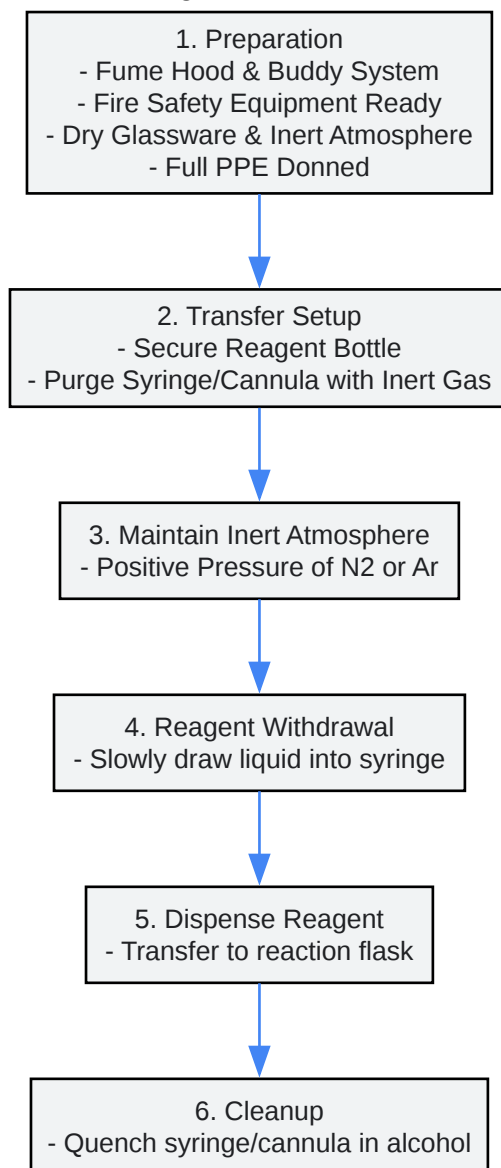 1. Preparation
- Fume Hood & Buddy System
- Fire Safety Equipment Ready
- Dry Glassware & Inert Atmosphere
- Full PPE Donned
2. Transfer Setup
- Secure Reagent Bottle
- Purge Syringe/Cannula with Inert Gas
3. Maintain Inert Atmosphere
- Positive Pressure of N2 or Ar
4. Reagent Withdrawal
- Slowly draw liquid into syringe
5. Dispense Reagent
- Transfer to reaction flask
6. Cleanup
- Quench syringe/cannula in alcohol